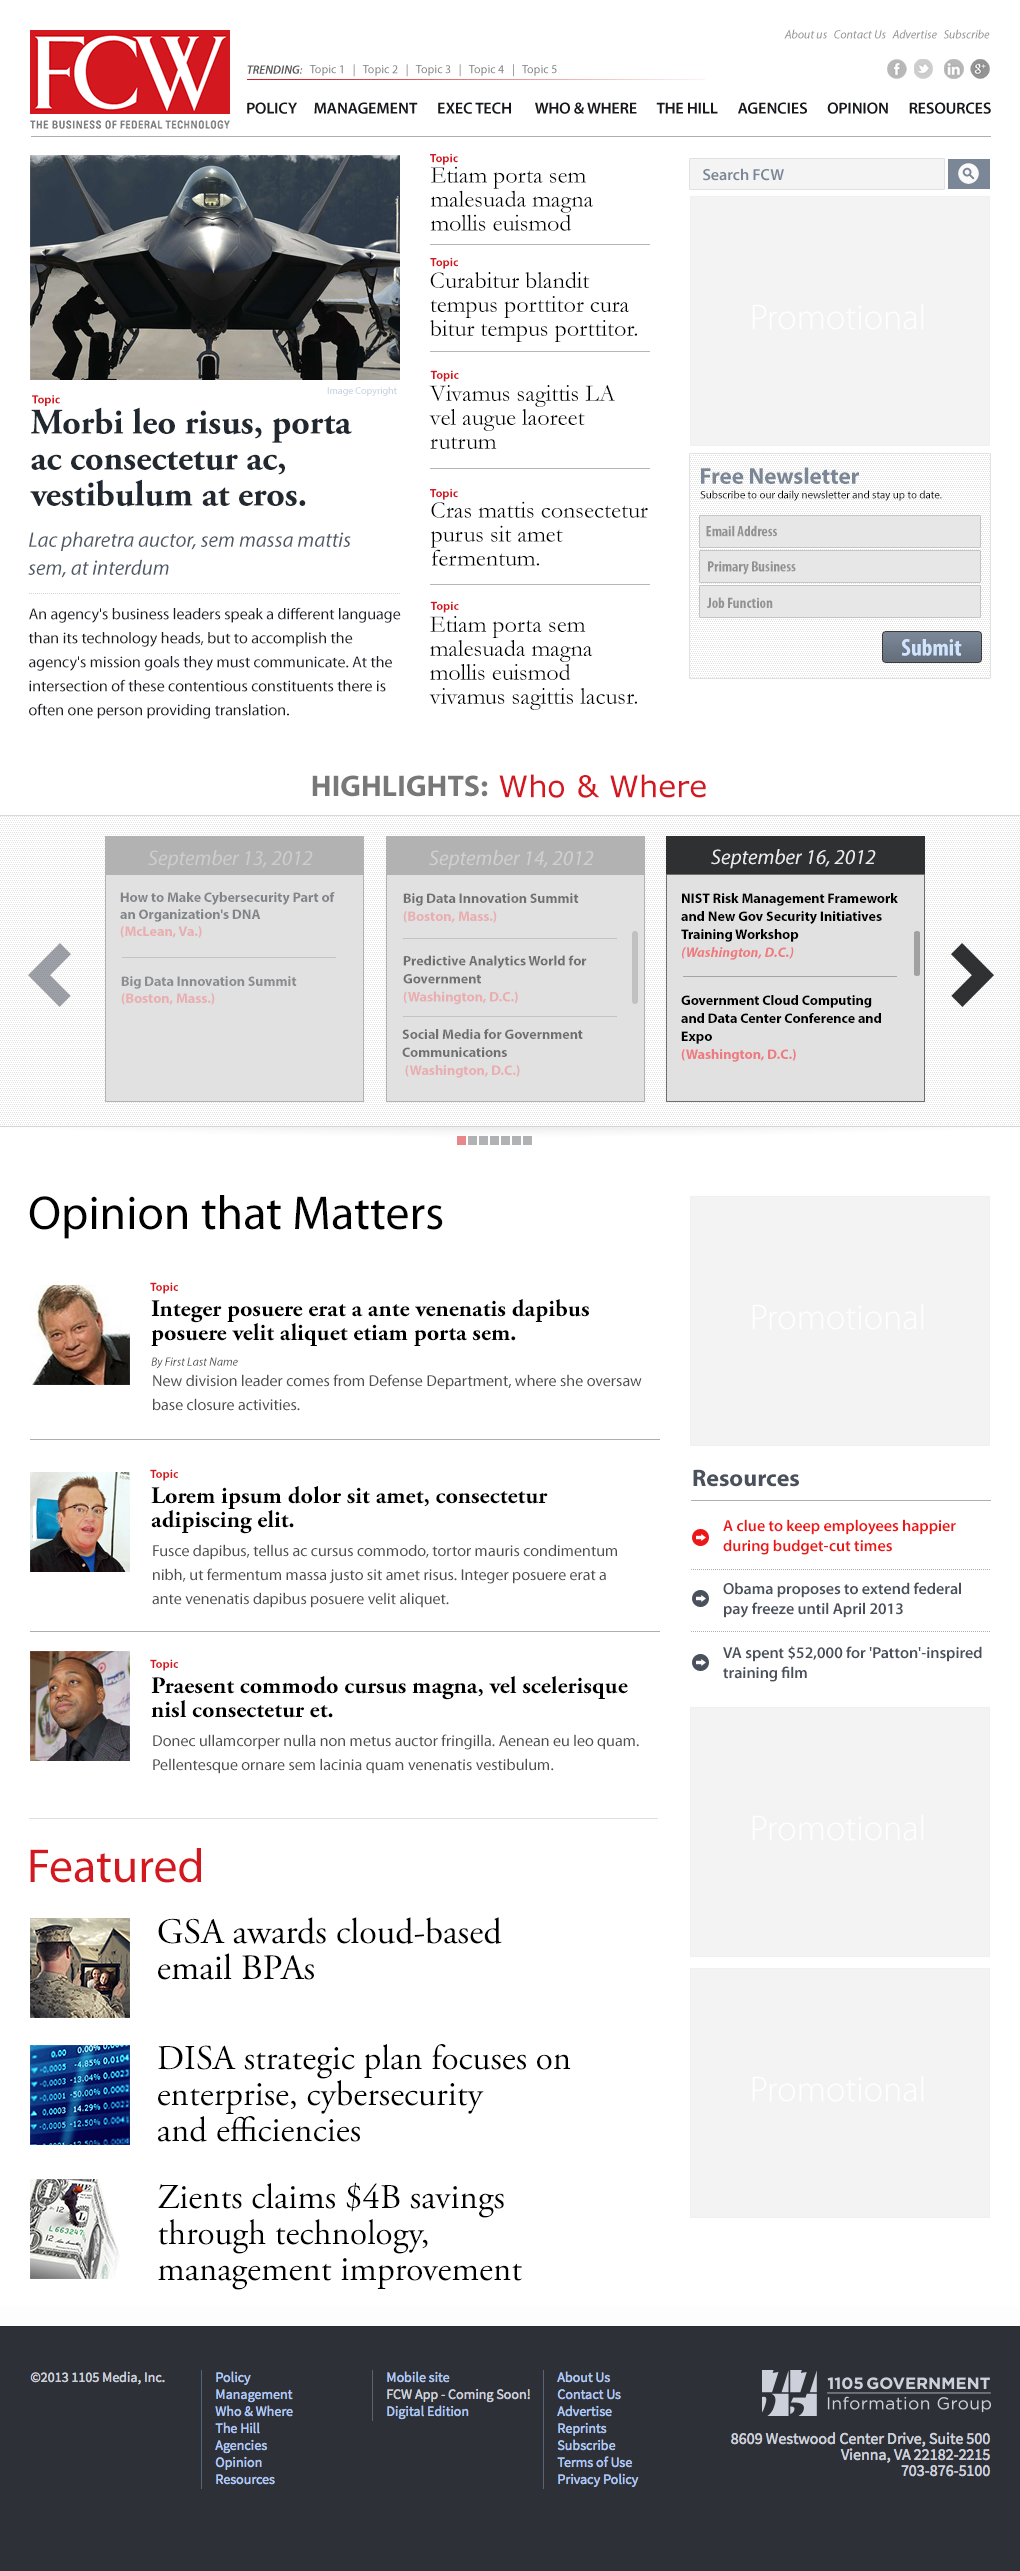 About us Contact Us Advertise Subscribe
FCW
THE BUSINESS OF FEDERAL TECHNOLOGY
TRENDING: Topic 1 | Topic 2 | Topic 3 | Topic 4 | Topic 5
POLICY MANAGEMENT EXEC TECH WHO & WHERE THE HILL AGENCIES OPINION RESOURCES
Image Copyright
Topic
Morbi leo risus, porta
ac consectetur ac,
vestibulum at eros.
Lac pharetra auctor, sem massa mattis
sem, at interdum
An agency's business leaders speak a different language
than its technology heads, but to accomplish the
agency's mission goals they must communicate. At the
intersection of these contentious constituents there is
often one person providing translation.
Topic
Etiam porta sem
malesuada magna
mollis euismod
Topic
Curabitur blandit
tempus porttitor cura
bitur tempus porttitor.
Topic
Vivamus sagittis LA
vel augue laoreet
rutrum
Topic
Cras mattis consectetur
purus sit amet
fermentum.
Topic
Etiam porta sem
malesuada magna
mollis euismod
vivamus sagittis lacusr.
Search FCW
Promotional
Free Newsletter
Subscribe to our daily newsletter and stay up to date.
Email Address
Primary Business
Job Function
Submit
HIGHLIGHTS: Who & Where
September 13, 2012
How to Make Cybersecurity Part of
an Organization's DNA
(McLean, Va.)
Big Data Innovation Summit
(Boston, Mass.)
September 14, 2012
Big Data Innovation Summit
(Boston, Mass.)
Predictive Analytics World for
Government
(Washington, D.C.)
Social Media for Government
Communications
(Washington, D.C.)
September 16, 2012
NIST Risk Management Framework
and New Gov Security Initiatives
Training Workshop
(Washington, D.C.)
Government Cloud Computing
and Data Center Conference and
Expo
(Washington, D.C.)
Opinion that Matters
Topic
Integer posuere erat a ante venenatis dapibus
posuere velit aliquet etiam porta sem.
By First Last Name
New division leader comes from Defense Department, where she oversaw
base closure activities.
Topic
Lorem ipsum dolor sit amet, consectetur
adipiscing elit.
Fusce dapibus, tellus ac cursus commodo, tortor mauris condimentum
nibh, ut fermentum massa justo sit amet risus. Integer posuere erat a
ante venenatis dapibus posuere velit aliquet.
Topic
Praesent commodo cursus magna, vel scelerisque
nisl consectetur et.
Donec ullamcorper nulla non metus auctor fringilla. Aenean eu leo quam.
Pellentesque ornare sem lacinia quam venenatis vestibulum.
Promotional
Resources
A clue to keep employees happier
during budget-cut times
Obama proposes to extend federal
pay freeze until April 2013
VA spent $52,000 for 'Patton'-inspired
training film
Promotional
Promotional
Featured
GSA awards cloud-based
email BPAs
DISA strategic plan focuses on
enterprise, cybersecurity
and efficiencies
Zients claims $4B savings
through technology,
management improvement
©2013 1105 Media, Inc.
Policy
Management
Who & Where
The Hill
Agencies
Opinion
Resources
Mobile site
FCW App - Coming Soon!
Digital Edition
About Us
Contact Us
Advertise
Reprints
Subscribe
Terms of Use
Privacy Policy
1105 GOVERNMENT
Information Group
8609 Westwood Center Drive, Suite 500
Vienna, VA 22182-2215
703-876-5100